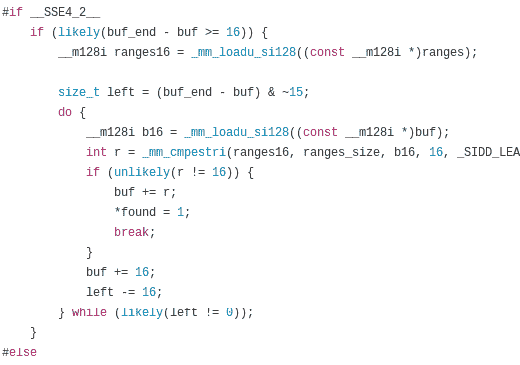 #if __SSE4_2__
    if (likely(buf_end - buf >= 16)) {
        __m128i ranges16 = _mm_loadu_si128((const __m128i *)ranges);

        size_t left = (buf_end - buf) & ~15;
        do {
            __m128i b16 = _mm_loadu_si128((const __m128i *)buf);
            int r = _mm_cmpestri(ranges16, ranges_size, b16, 16, _SIDD_LEA
            if (unlikely(r != 16)) {
                buf += r;
                *found = 1;
                break;
            }
            buf += 16;
            left -= 16;
        } while (likely(left != 0));
    }
#else